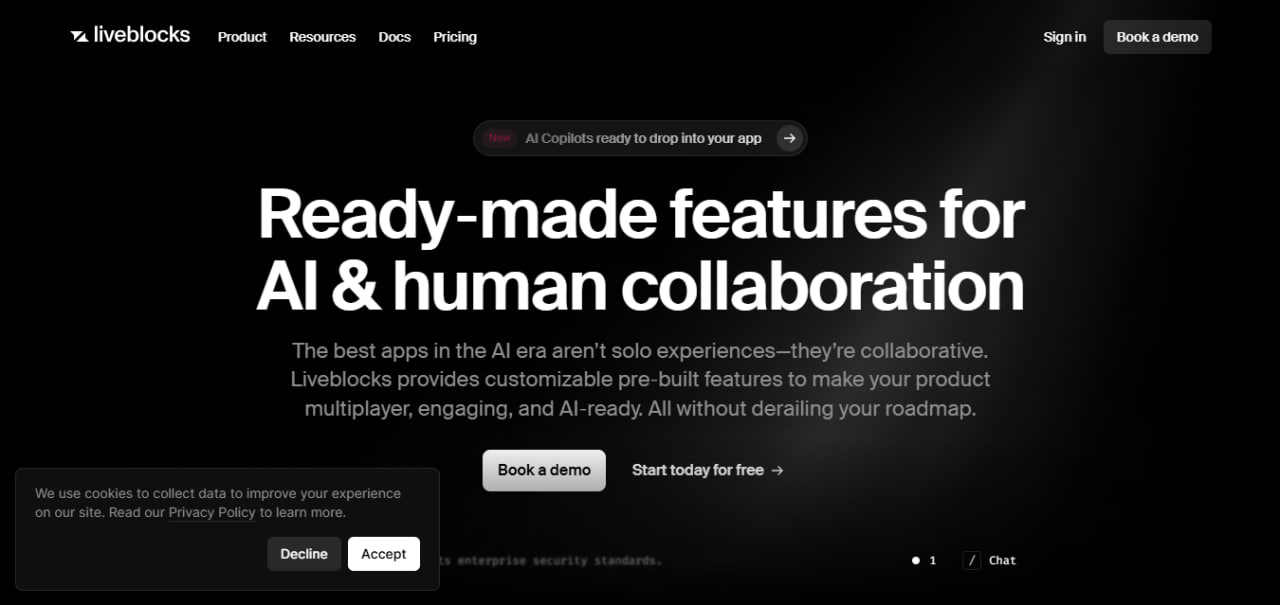 liveblocks Product Resources Docs Pricing Sign in Book a demo
New AI Copilots ready to drop into your app →
Ready-made features for
AI & human collaboration
The best apps in the AI era aren’t solo experiences—they’re collaborative.
Liveblocks provides customizable pre-built features to make your product
multiplayer, engaging, and AI-ready. All without derailing your roadmap.
Book a demo Start today for free →
We use cookies to collect data to improve your experience
on our site. Read our Privacy Policy to learn more.
Decline Accept
enterprise security standards.
1 / Chat